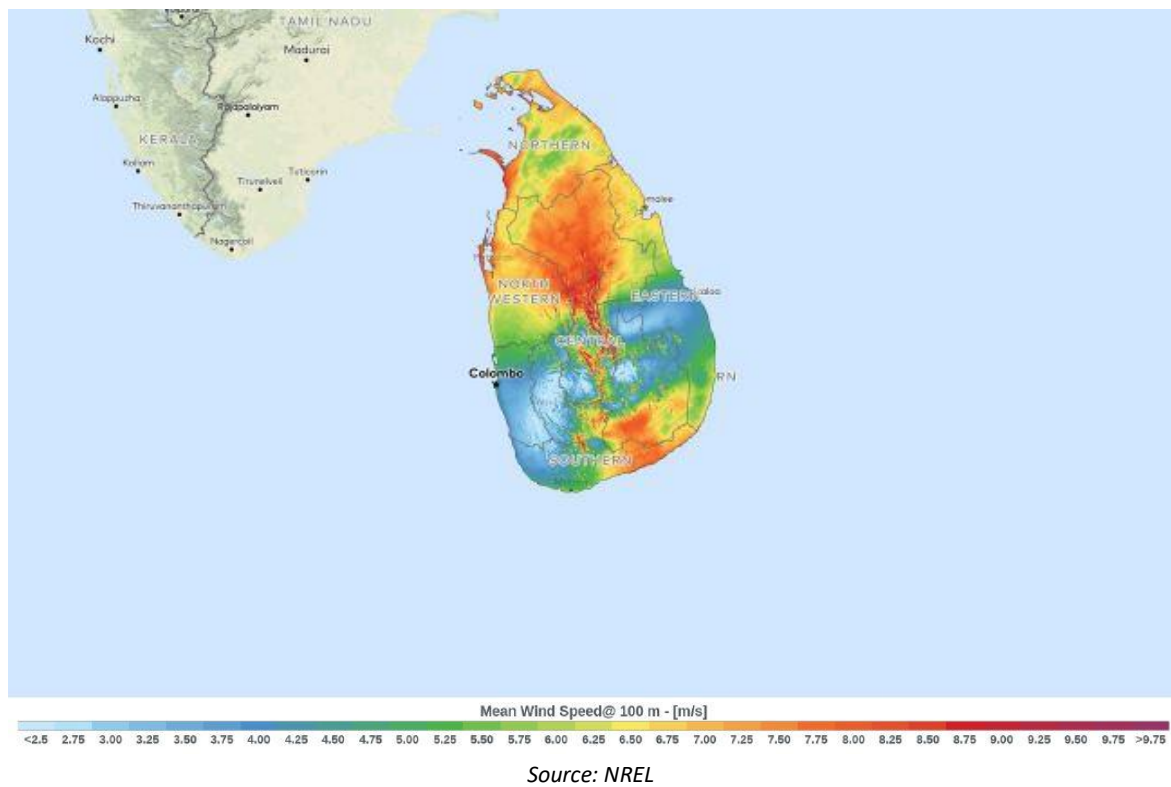 TAMIL NADU
Kochi
Madurai
Alappuzha
Rajapalaiyam
KERALA
NORTHERN
Kollam
Tuticorin
Tirunelveli
Thiruvananthapuram
malee
Nagercoil
NORTH
WESTERN
EASTERN
aloa
CENTRAL
Colombo
RN
SOUTHERN
Mean Wind Speed@ 100 m - [m/s]
<2.5 2.75 3.00 3.25 3.50 3.75 4.00 4.25 4.50 4.75 5.00 5.25 5.50 5.75 6.00 6.25 6.50 6.75 7.00 7.25 7.50 7.75 8.00 8.25 8.50 8.75 9.00 9.25 9.50 9.75 >9.75
Source: NREL